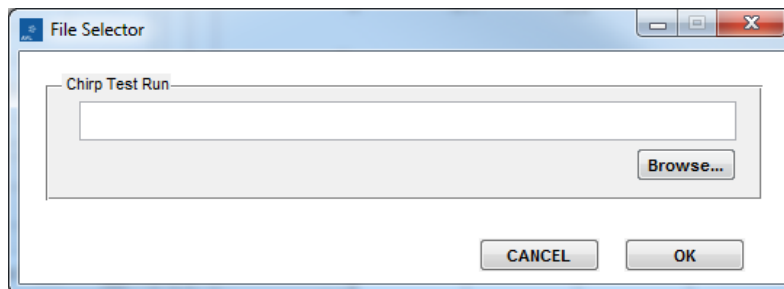 File Selector
Chirp Test Run
Browse...
CANCEL
OK